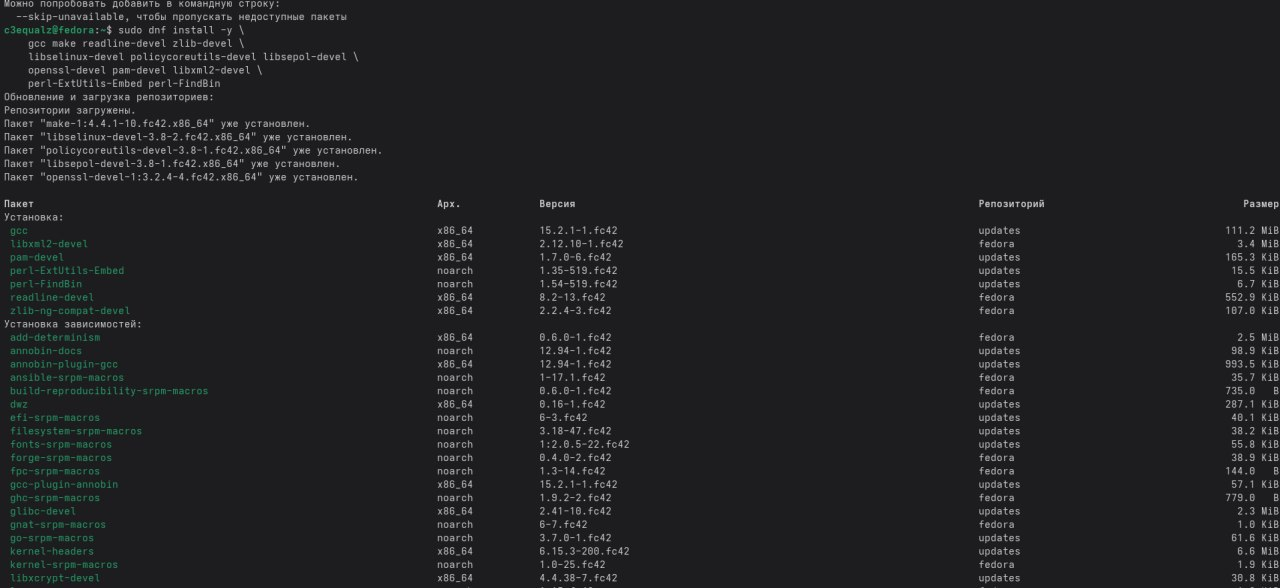 Можно попробовать добавить в командную строку:
--skip-unavailable, чтобы пропускать недоступные пакеты
c3equalz@fedora:~$ sudo dnf install -y \
gcc make readline-devel zlib-devel \
libselinux-devel policycoreutils-devel libsepol-devel \
openssl-devel pam-devel libxml2-devel \
perl-ExtUtils-Embed perl-FindBin
Обновление и загрузка репозиториев:
Репозитории загружены.
Пакет "make-1:4.4.1-10.fc42.x86_64" уже установлен.
Пакет "libselinux-devel-3.8-2.fc42.x86_64" уже установлен.
Пакет "policycoreutils-devel-3.8-1.fc42.x86_64" уже установлен.
Пакет "libsepol-devel-3.8-1.fc42.x86_64" уже установлен.
Пакет "openssl-devel-1:3.2.4-4.fc42.x86_64" уже установлен.
Пакет Арх. Версия Репозиторий Размер
Установка:
gcc x86_64 15.2.1-1.fc42 updates 111.2 MiB
libxml2-devel x86_64 2.12.10-1.fc42 fedora 3.4 MiB
pam-devel x86_64 1.7.0-6.fc42 updates 165.3 KiB
perl-ExtUtils-Embed noarch 1.35-519.fc42 updates 15.5 KiB
perl-FindBin noarch 1.54-519.fc42 updates 6.7 KiB
readline-devel x86_64 8.2-13.fc42 fedora 552.9 KiB
zlib-ng-compat-devel x86_64 2.2.4-3.fc42 fedora 107.0 KiB
Установка зависимостей:
add-determinism x86_64 0.6.0-1.fc42 fedora 2.5 MiB
annobin-docs noarch 12.94-1.fc42 updates 98.9 KiB
annobin-plugin-gcc x86_64 12.94-1.fc42 updates 993.5 KiB
ansible-srpm-macros noarch 1-17.1.fc42 fedora 35.7 KiB
build-reproducibility-srpm-macros noarch 0.6.0-1.fc42 fedora 735.0 B
dwz x86_64 0.16-1.fc42 updates 287.1 KiB
efi-srpm-macros noarch 6-3.fc42 updates 40.1 KiB
filesystem-srpm-macros noarch 3.18-47.fc42 updates 38.2 KiB
fonts-srpm-macros noarch 1:2.0.5-22.fc42 updates 55.8 KiB
forge-srpm-macros noarch 0.4.0-2.fc42 fedora 38.9 KiB
fpc-srpm-macros noarch 1.3-14.fc42 fedora 144.0 B
gcc-plugin-annobin x86_64 15.2.1-1.fc42 updates 57.1 KiB
ghc-srpm-macros noarch 1.9.2-2.fc42 fedora 779.0 B
glibc-devel x86_64 2.41-10.fc42 updates 2.3 MiB
gnat-srpm-macros noarch 6-7.fc42 fedora 1.0 KiB
go-srpm-macros noarch 3.7.0-1.fc42 updates 61.6 KiB
kernel-headers x86_64 6.15.3-200.fc42 updates 6.6 MiB
kernel-srpm-macros noarch 1.0-25.fc42 fedora 1.9 KiB
libxcrypt-devel x86_64 4.4.38-7.fc42 updates 30.8 KiB